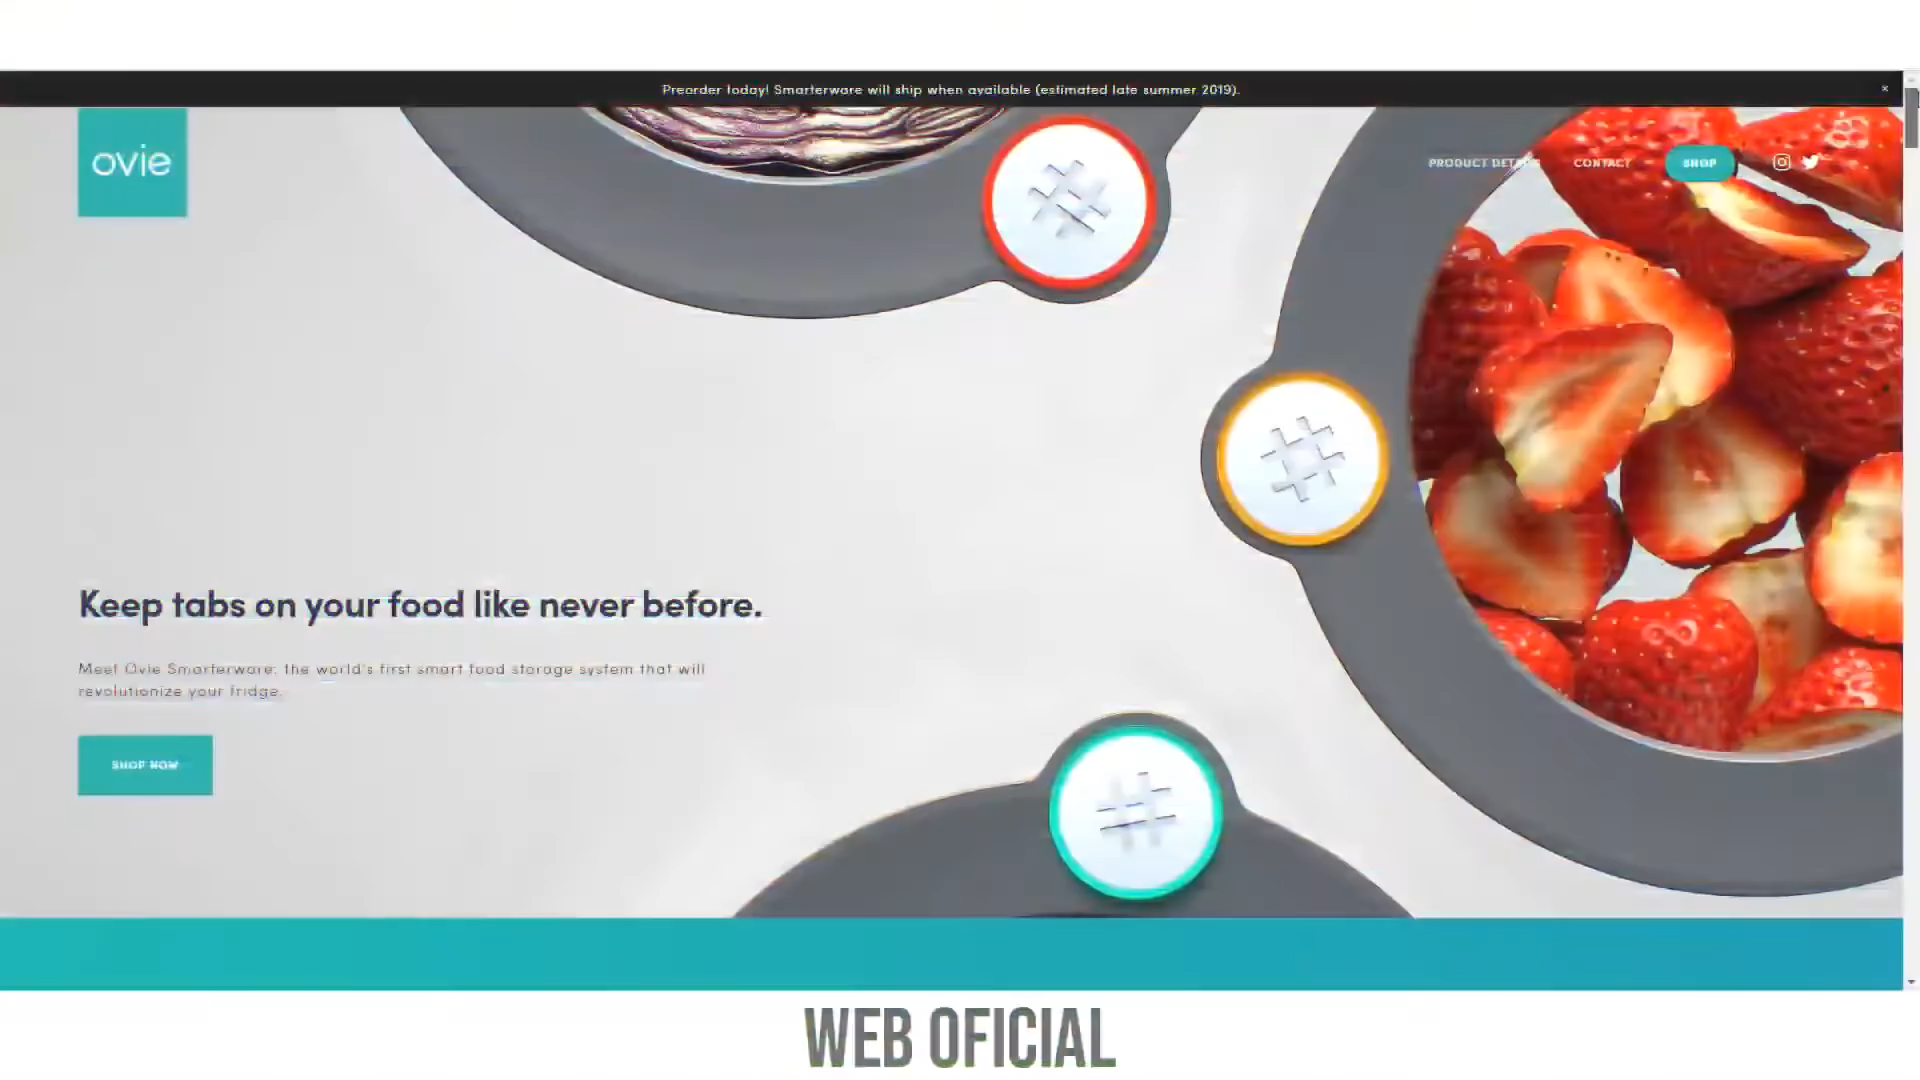 Preorder today! Smarterware will ship when available (estimated late summer 2019).
×
ovie
PRODUCT DETAILS
CONTACT
SHOP
Keep tabs on your food like never before.
Meet Ovie Smarterware: the world's first smart food storage system that will
revolutionize your fridge.
SHOP NOW
WEB OFICIAL